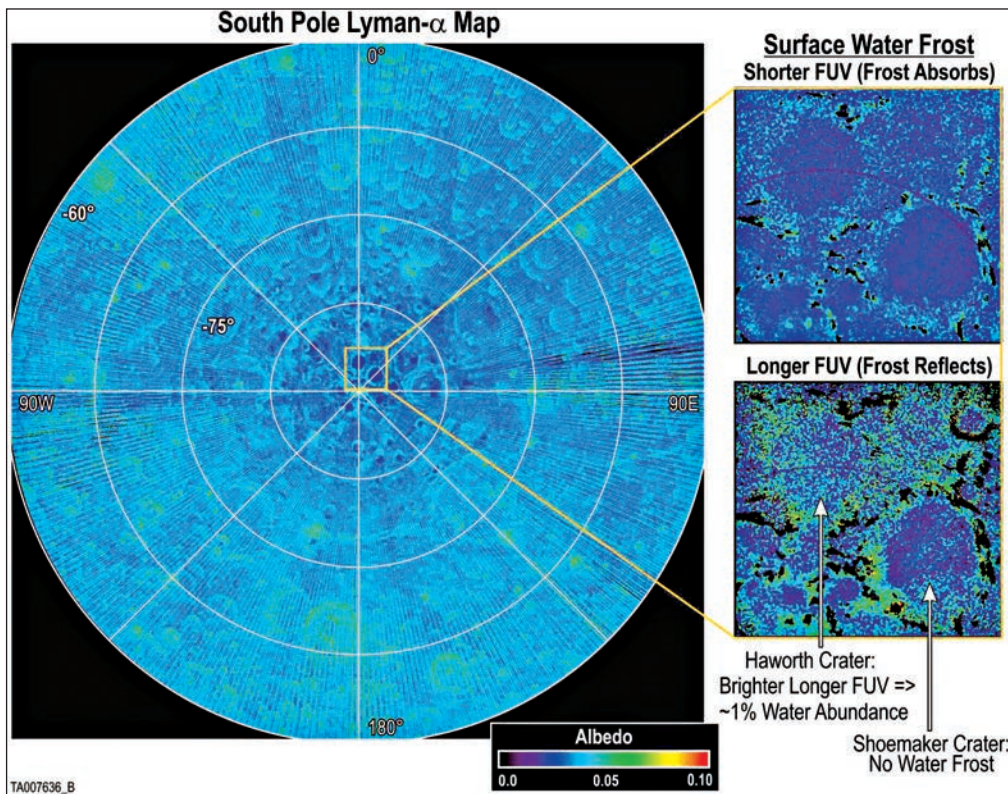 South Pole Lyman-α Map
0°
-60°
-75°
90W
90E
180°
Albedo
0.0 0.05 0.10
TA007636_B
Surface Water Frost
Shorter FUV (Frost Absorbs)
Longer FUV (Frost Reflects)
Haworth Crater:
Brighter Longer FUV =>
~1% Water Abundance
Shoemaker Crater:
No Water Frost